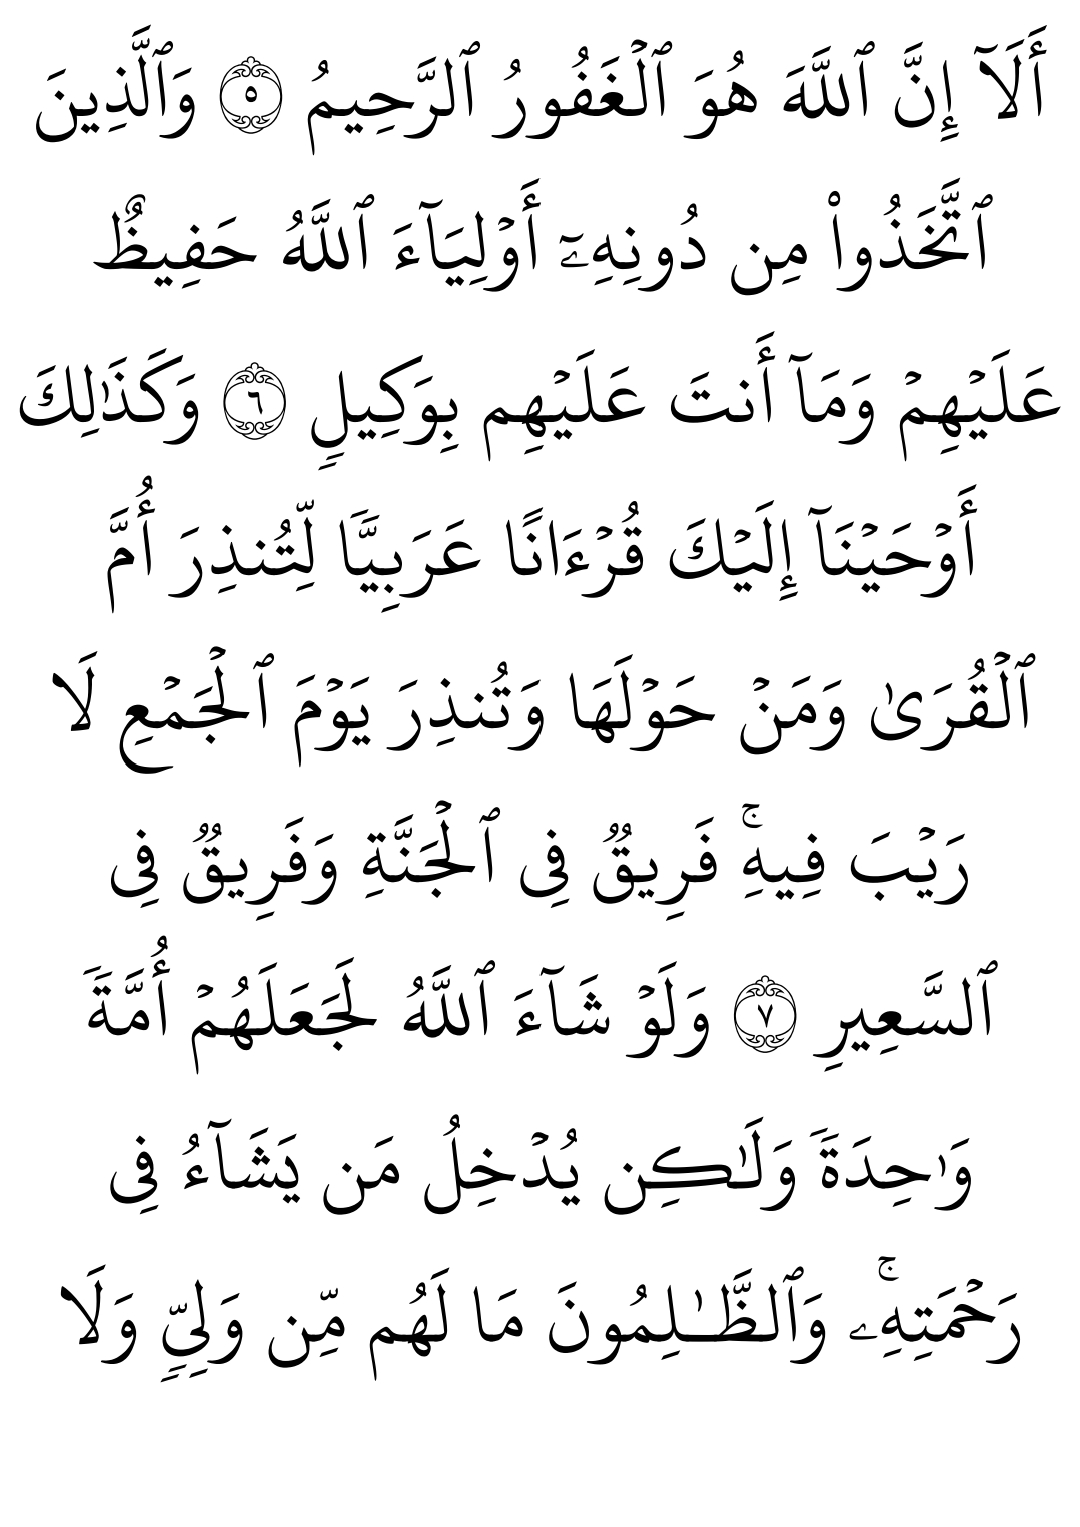 أَلَآ إِنَّ ٱللَّهَ هُوَ ٱلْغَفُورُ ٱلرَّحِيمُ ۝٥ وَٱلَّذِينَ
ٱتَّخَذُوا۟ مِن دُونِهِۦٓ أَوْلِيَآءَ ٱللَّهُ حَفِيظٌ
عَلَيْهِمْ وَمَآ أَنتَ عَلَيْهِم بِوَكِيلٍۢ ۝٦ وَكَذَٰلِكَ
أَوْحَيْنَآ إِلَيْكَ قُرْءَانًا عَرَبِيًّۭا لِّتُنذِرَ أُمَّ
ٱلْقُرَىٰ وَمَنْ حَوْلَهَا وَتُنذِرَ يَوْمَ ٱلْجَمْعِ لَا
رَيْبَ فِيهِ ۚ فَرِيقٌۭ فِى ٱلْجَنَّةِ وَفَرِيقٌۭ فِى
ٱلسَّعِيرِ ۝٧ وَلَوْ شَآءَ ٱللَّهُ لَجَعَلَهُمْ أُمَّةًۭ
وَٰحِدَةًۭ وَلَـٰكِن يُدْخِلُ مَن يَشَآءُ فِى
رَحْمَتِهِۦ ۚ وَٱلظَّـٰلِمُونَ مَا لَهُم مِّن وَلِىٍّۢ وَلَا